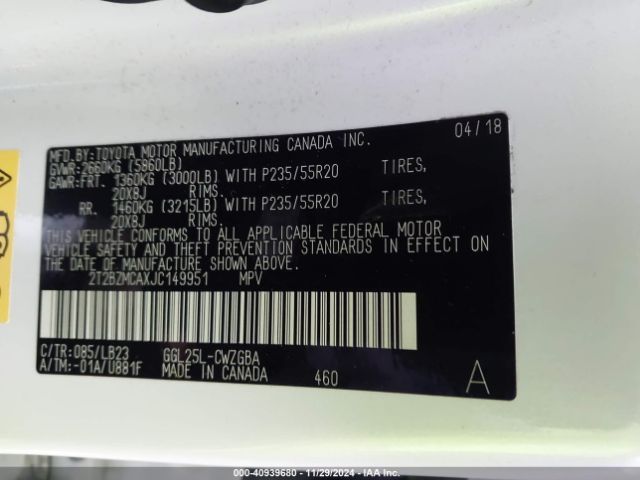 MFD.BY:TOYOTA MOTOR MANUFACTURING CANADA INC. 04/18
GVWR:2660KG (5860LB)
GAWR:FRT. 1360KG (3000LB) WITH P235/55R20 TIRES,
20X8J RIMS.
RR. 1460KG (3215LB) WITH P235/55R20 TIRES,
20X8J RIMS.
THIS VEHICLE CONFORMS TO ALL APPLICABLE FEDERAL MOTOR
VEHICLE SAFETY AND THEFT PREVENTION STANDARDS IN EFFECT ON
THE DATE OF MANUFACTURE SHOWN ABOVE.
2T2BZMCAXJC149951 MPV
C/TR:085/LB23 GGL25L-CWZGBA
A/TM:-01A/U881F MADE IN CANADA 460 A
000-40939680 - 11/29/2024 - IAA Inc.